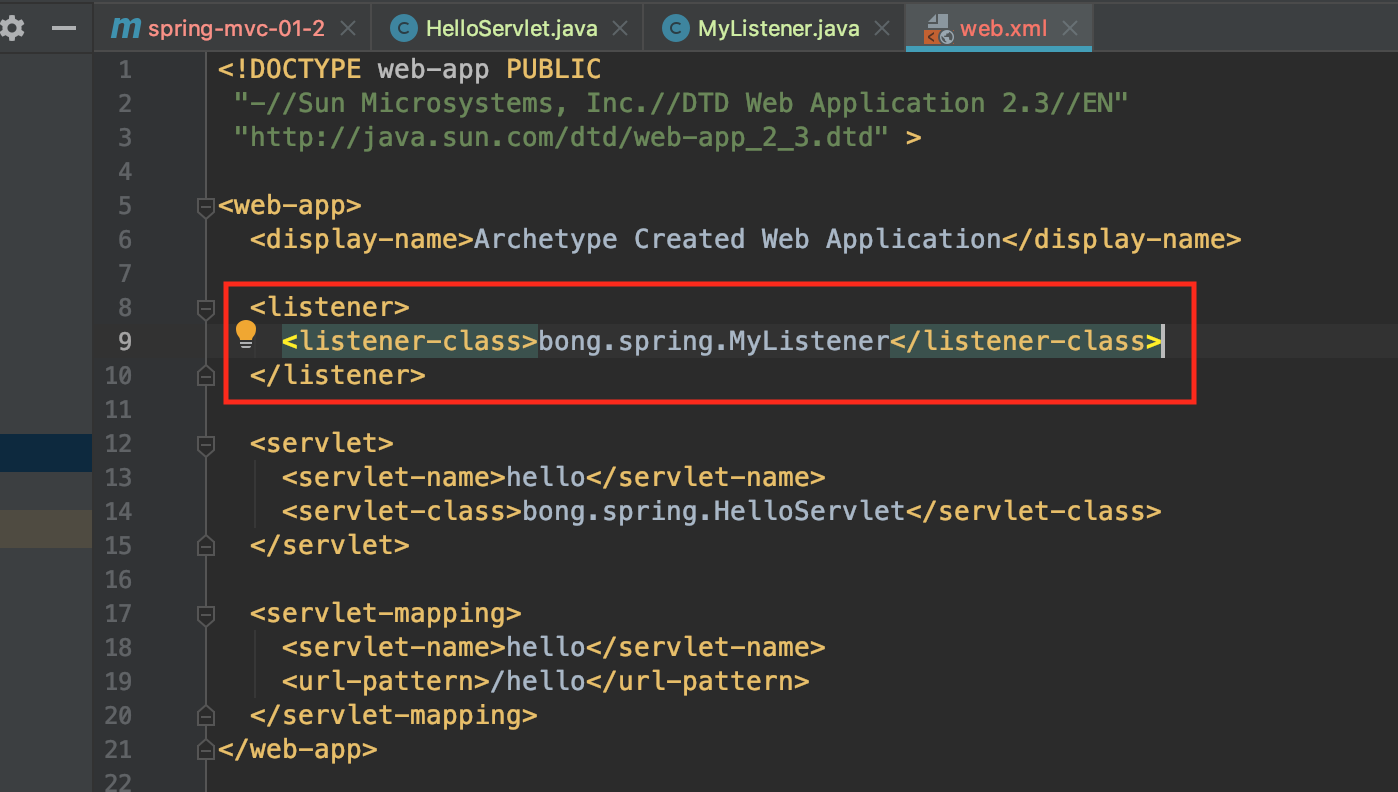 spring-mvc-01-2 HelloServlet.java MyListener.java web.xml
1 <!DOCTYPE web-app PUBLIC
2 "-//Sun Microsystems, Inc.//DTD Web Application 2.3//EN"
3 "http://java.sun.com/dtd/web-app_2_3.dtd" >
4
5 <web-app>
6 <display-name>Archetype Created Web Application</display-name>
7
8 <listener>
9 <listener-class>bong.spring.MyListener</listener-class>
10 </listener>
11
12 <servlet>
13 <servlet-name>hello</servlet-name>
14 <servlet-class>bong.spring.HelloServlet</servlet-class>
15 </servlet>
16
17 <servlet-mapping>
18 <servlet-name>hello</servlet-name>
19 <url-pattern>/hello</url-pattern>
20 </servlet-mapping>
21 </web-app>
22